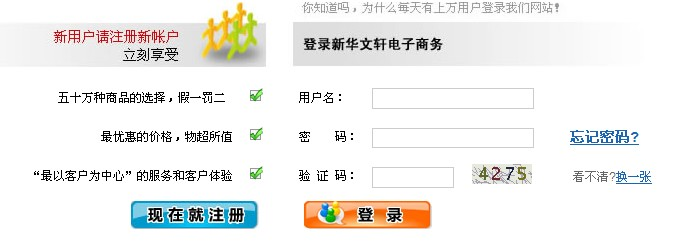 你知道吗，为什么每天有上万用户登录我们网站！
新用户请注册新帐户
立刻享受
登录新华文轩电子商务
五十万种商品的选择，假一罚二
用户名：
最优惠的价格，物超所值
密 码：
忘记密码?
“最以客户为中心”的服务和客户体验
验 证 码：
4275
看不清?换一张
现在就注册
登 录